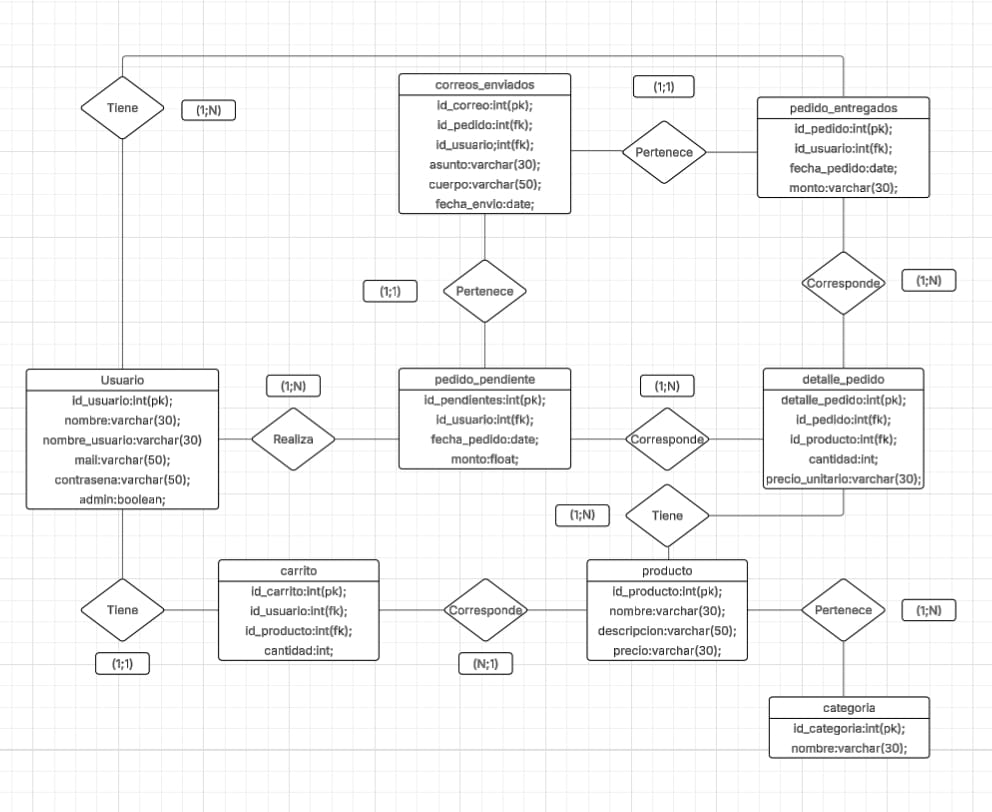 Tiene
(1;N)
correos_enviados
id_correo:int(pk);
id_pedido:int(fk);
id_usuario;int(fk);
asunto:varchar(30);
cuerpo:varchar(50);
fecha_envio:date;
(1;1)
Pertenece
pedido_entregados
id_pedido:int(pk);
id_usuario:int(fk);
fecha_pedido:date;
monto:varchar(30);
(1;1)
Pertenece
Corresponde
(1;N)
Usuario
id_usuario:int(pk);
nombre:varchar(30);
nombre_usuario:varchar(30)
mail:varchar(50);
contrasena:varchar(50);
admin:boolean;
(1;N)
Realiza
pedido_pendiente
id_pendientes:int(pk);
id_usuario:int(fk);
fecha_pedido:date;
monto:float;
(1;N)
Corresponde
detalle_pedido
detalle_pedido:int(pk);
id_pedido:int(fk);
id_producto:int(fk);
cantidad:int;
precio_unitario:varchar(30);
(1;N)
Tiene
Tiene
(1;1)
carrito
id_carrito:int(pk);
id_usuario:int(fk);
id_producto:int(fk);
cantidad:int;
Corresponde
(N;1)
producto
id_producto:int(pk);
nombre:varchar(30);
descripcion:varchar(50);
precio:varchar(30);
Pertenece
(1;N)
categoria
id_categoria:int(pk);
nombre:varchar(30);